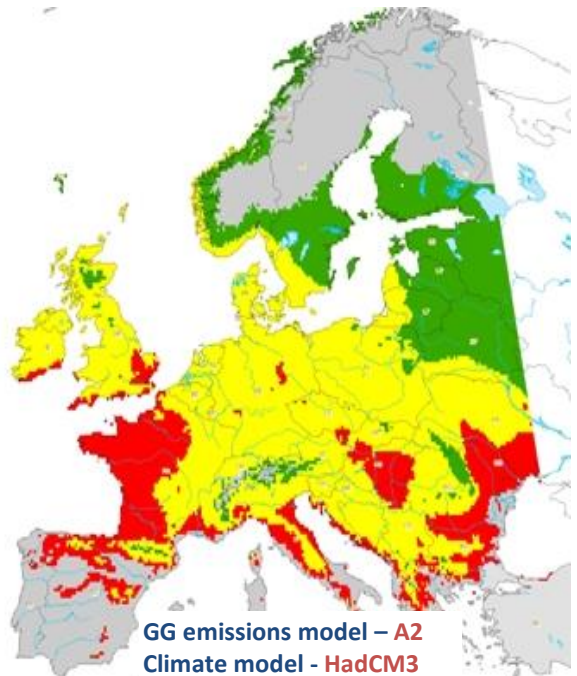 GG emissions model – A2
Climate model - HadCM3